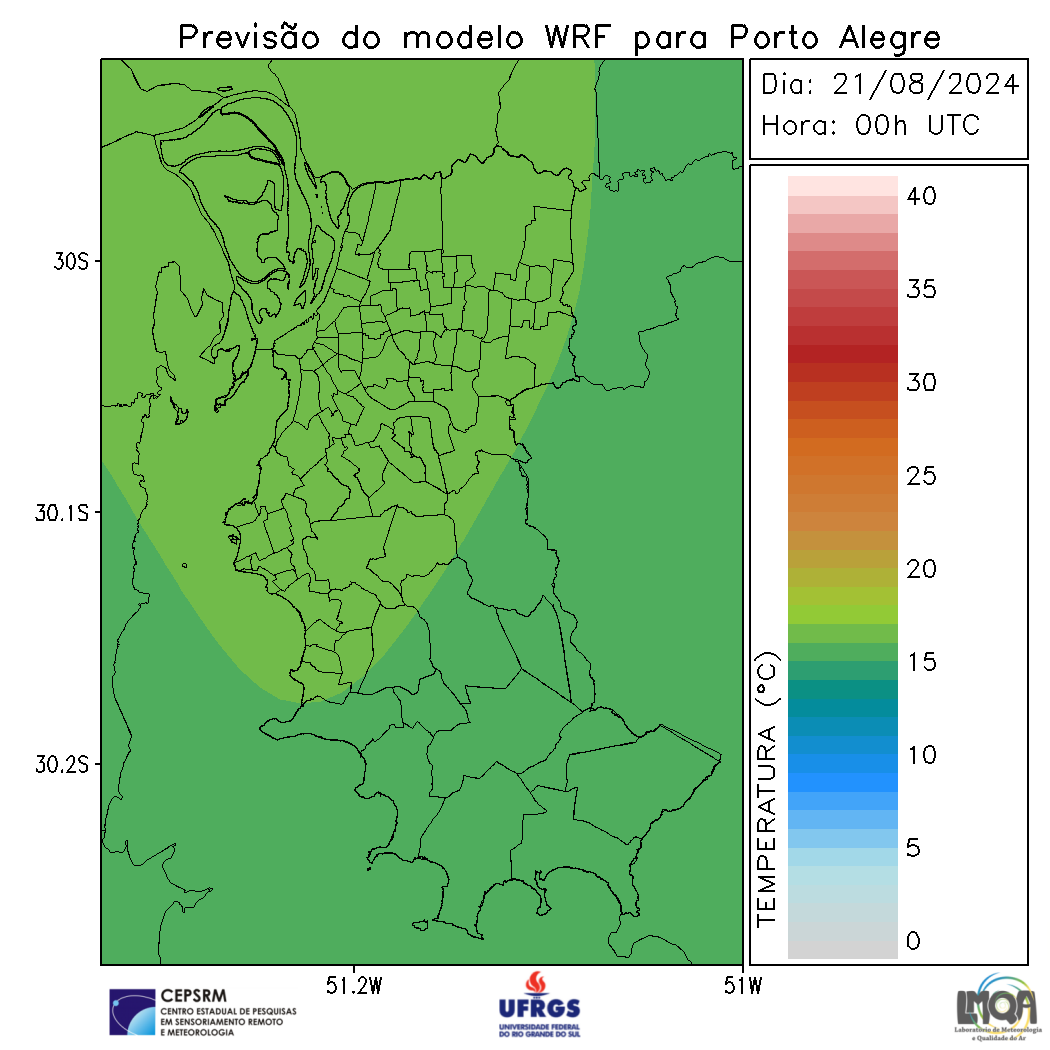 Previsão do modelo WRF para Porto Alegre
Dia: 21/08/2024
Hora: 00h UTC
30S
30.1S
30.2S
51.2W
51W
40
35
30
25
20
15
10
5
0
TEMPERATURA (°C)
CEPSRM
CENTRO ESTADUAL DE PESQUISAS
EM SENSORIAMENTO REMOTO
E METEOROLOGIA
UFRGS
UNIVERSIDADE FEDERAL
DO RIO GRANDE DO SUL
LMQA
Laboratório de Meteorologia
e Qualidade do Ar